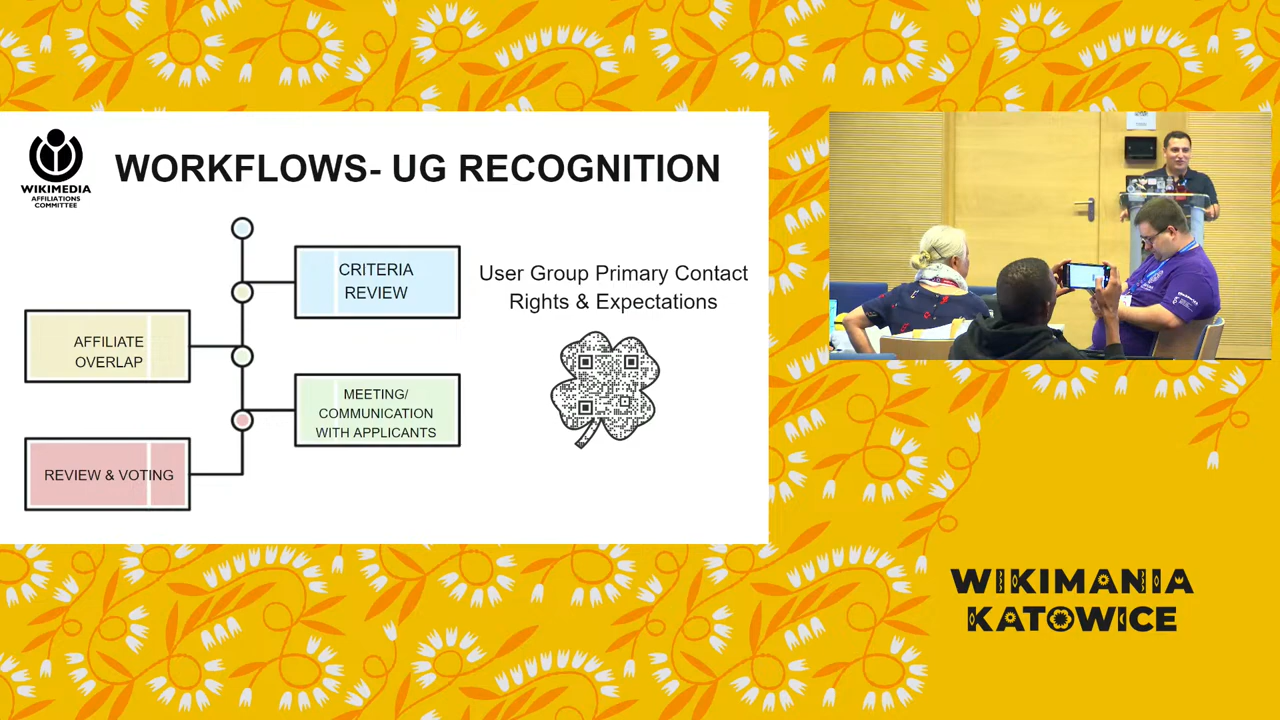 WIKIMEDIA
AFFILIATIONS
COMMITTEE
WORKFLOWS- UG RECOGNITION
CRITERIA
REVIEW
User Group Primary Contact
Rights & Expectations
AFFILIATE
OVERLAP
MEETING/
COMMUNICATION
WITH APPLICANTS
REVIEW & VOTING
WIKIMANIA
KATOWICE